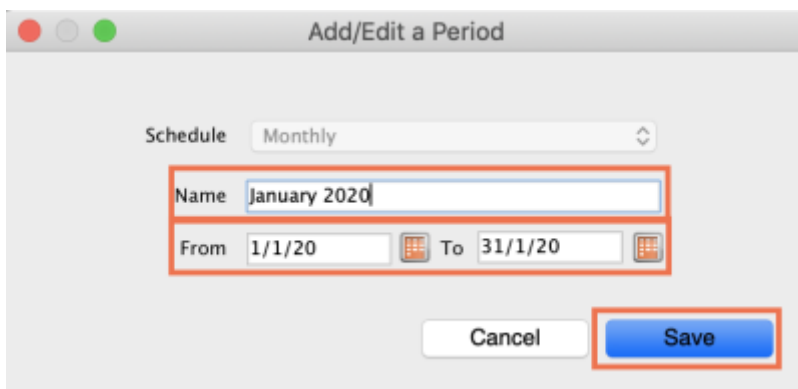 Add/Edit a Period
Schedule Monthly
Name January 2020
From 1/1/20 To 31/1/20
Cancel Save